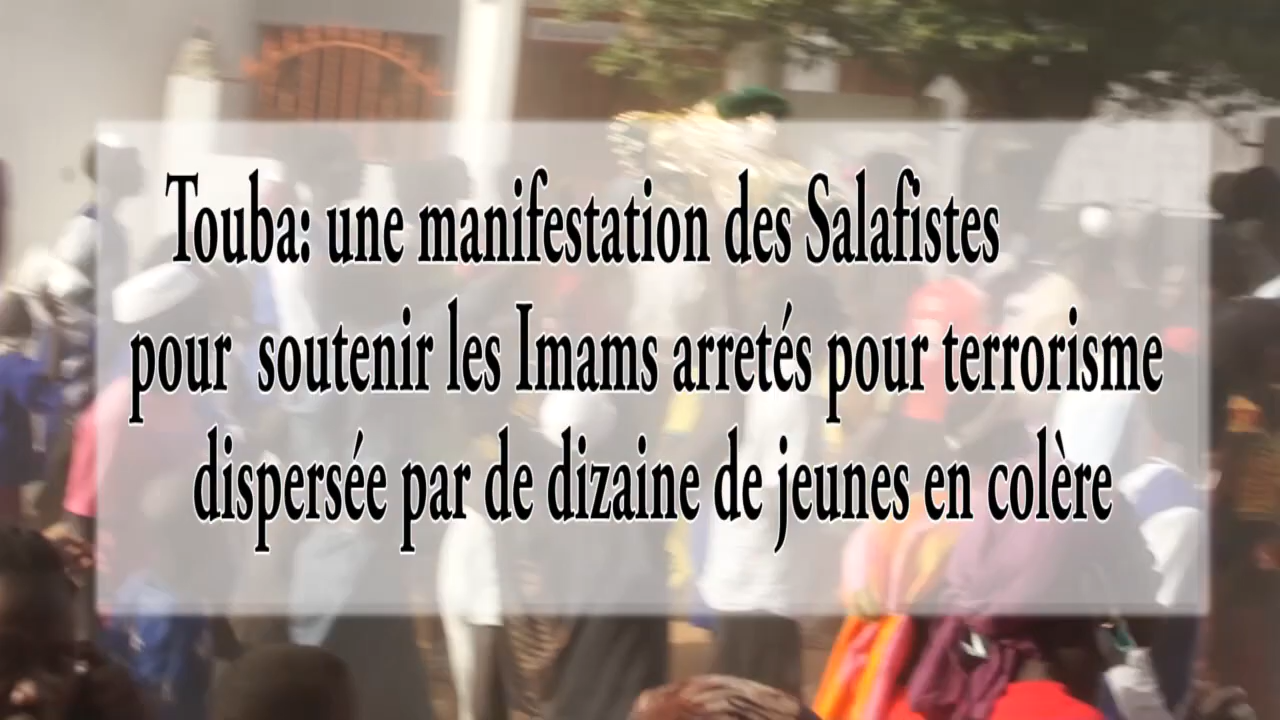 Touba: une manifestation des Salafistes
pour soutenir les Imams arretés pour terrorisme
dispersée par de dizaine de jeunes en colère